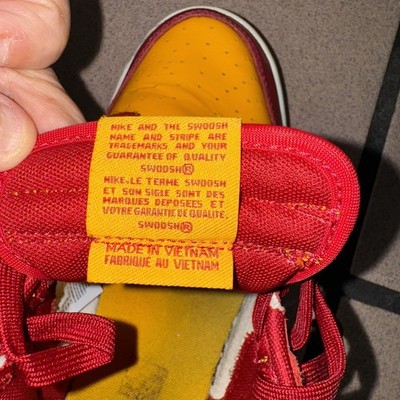 NIKE AND THE SWOOSH
NAME AND STRIPE ARE
TRADEMARKS AND YOUR
GUARANTEE OF QUALITY
SWOOSH®
NIKE, LE TERME SWOOSH
ET SON SIGLE SONT DES
MARQUES DEPOSEES ET
VOTRE GARANTIE DE QUALITE.
SWOOSH®
MADE IN VIETNAM
FABRIQUE AU VIETNAM